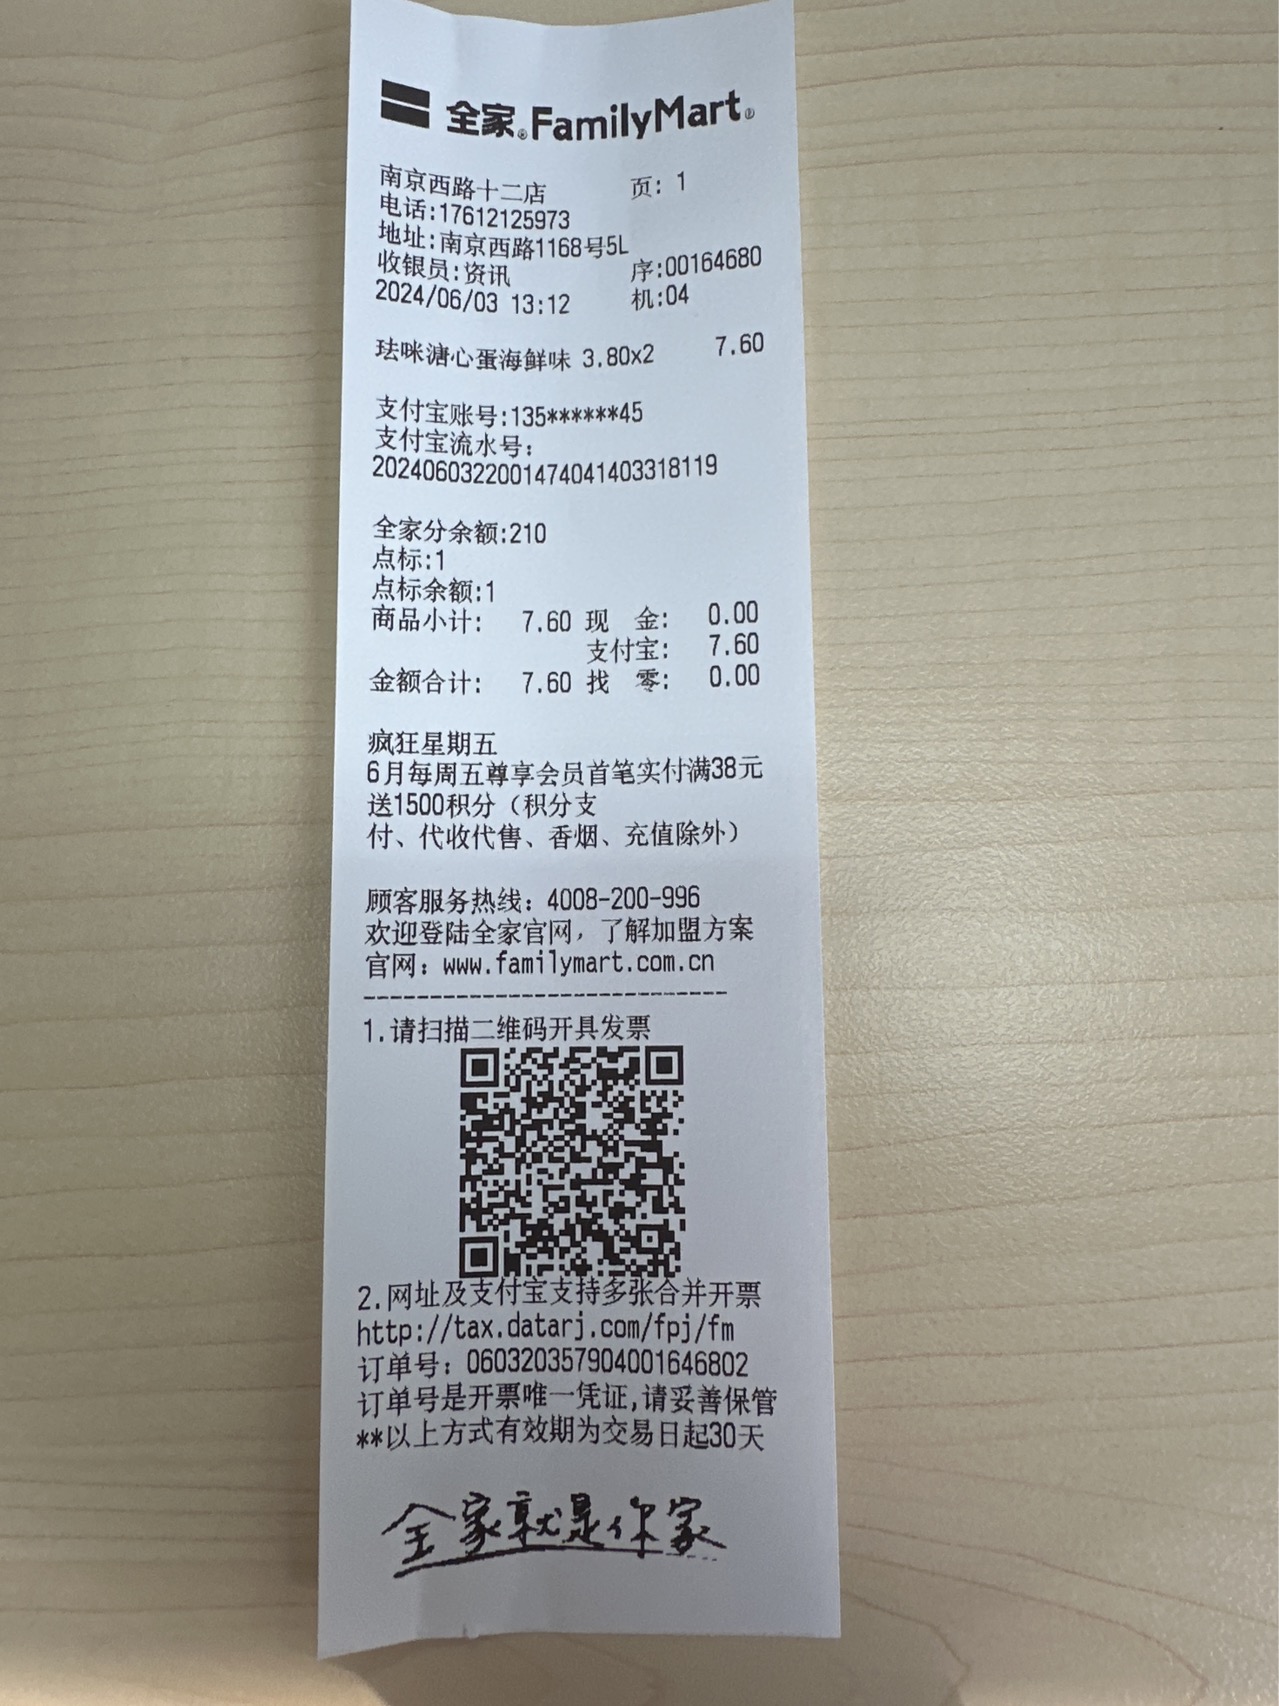 全家®FamilyMart®
南京西路十二店 页: 1
电话:17612125973
地址:南京西路1168号5L
收银员:资讯 序:00164680
2024/06/03 13:12 机:04
珐咪溏心蛋海鲜味 3.80x2 7.60
支付宝账号:135******45
支付宝流水号:
2024060322001474041403318119
全家分余额:210
点标:1
点标余额:1
商品小计: 7.60 现 金: 0.00
支付宝: 7.60
金额合计: 7.60 找 零: 0.00
疯狂星期五
6月每周五尊享会员首笔实付满38元
送1500积分（积分支
付、代收代售、香烟、充值除外）
顾客服务热线：4008-200-996
欢迎登陆全家官网，了解加盟方案
官网：www.familymart.com.cn
----------------------------
1.请扫描二维码开具发票
2.网址及支付宝支持多张合并开票
http://tax.datarj.com/fpj/fm
订单号：060320357904001646802
订单号是开票唯一凭证,请妥善保管
**以上方式有效期为交易日起30天
全家就是你家